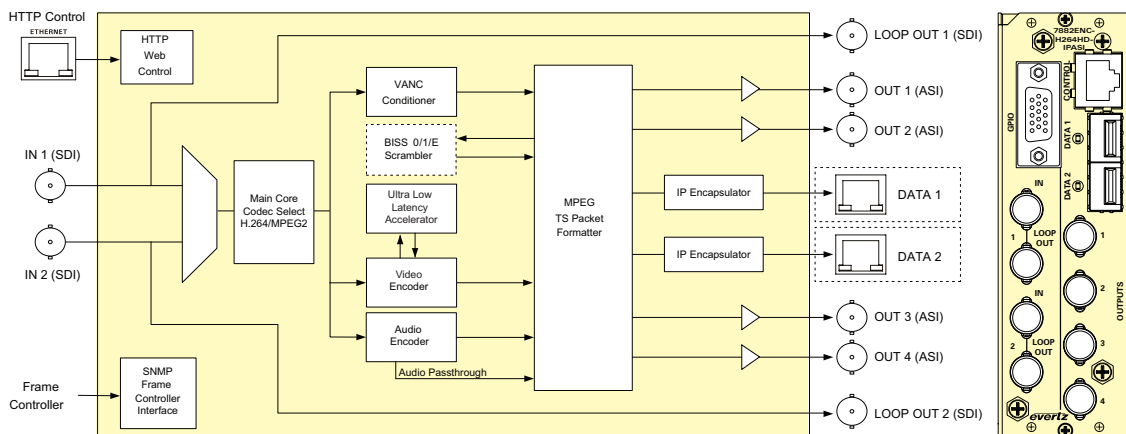 HTTP Control
ETHERNET
HTTP
Web
Control
LOOP OUT 1 (SDI)
VANC
Conditioner
OUT 1 (ASI)
BISS 0/1/E
Scrambler
OUT 2 (ASI)
IN 1 (SDI)
Main Core
Codec Select
H.264/MPEG2
Ultra Low
Latency
Accelerator
MPEG
TS Packet
Formatter
IP Encapsulator
DATA 1
IN 2 (SDI)
Video
Encoder
IP Encapsulator
DATA 2
Audio
Encoder
OUT 3 (ASI)
Audio Passthrough
OUT 4 (ASI)
Frame
Controller
SNMP
Frame
Controller
Interface
LOOP OUT 2 (SDI)
7882ENC-
H264HD-
IPASI
CONTROL
GPIO
DATA 1
DATA 2
IN
1
LOOP
OUT
1
IN
2
OUTPUTS
2
LOOP
OUT
3
4
evertz